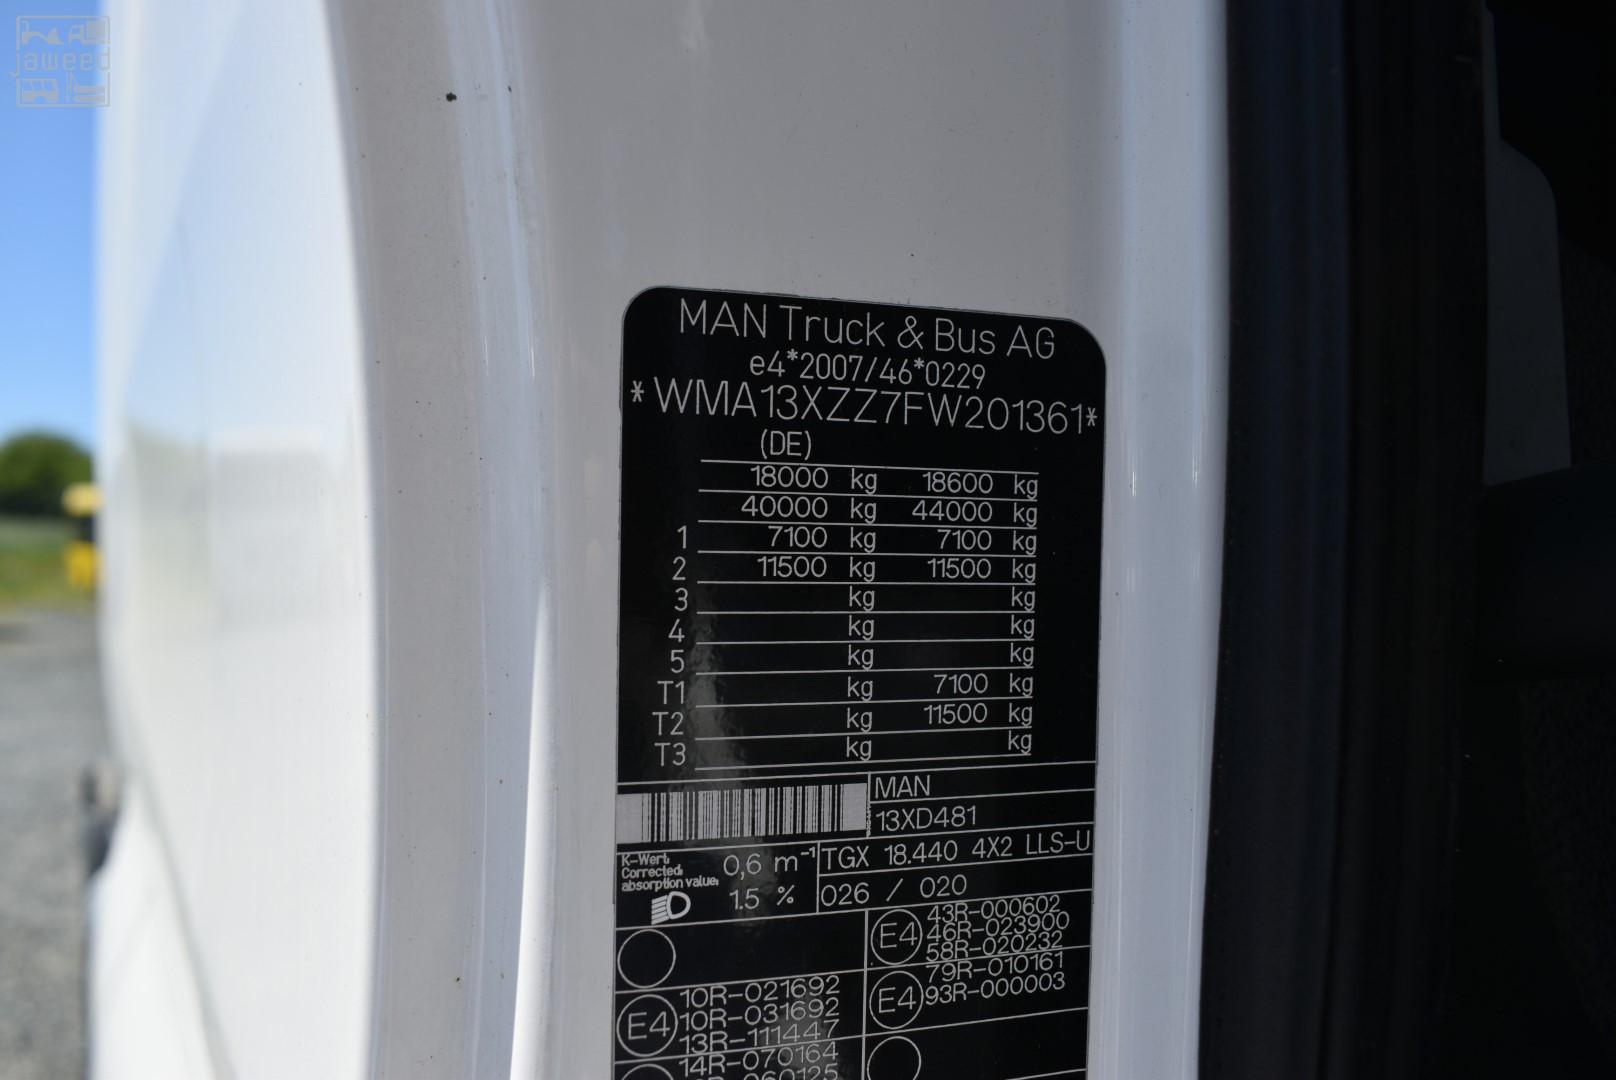 jaweed
MAN Truck & Bus AG
e4*2007/46*0229
*WMA13XZZ7FW201361*
(DE)
18000 kg 18600 kg
40000 kg 44000 kg
1 7100 kg 7100 kg
2 11500 kg 11500 kg
3 kg kg
4 kg kg
5 kg kg
T1 kg 7100 kg
T2 kg 11500 kg
T3 kg kg
MAN
13XD481
K-Wert:
Corrected
absorption value:
0,6 m⁻¹
1.5 %
TGX 18.440 4X2 LLS-U
026 / 020
E4
43R-000602
46R-023900
58R-020232
E4
79R-010161
93R-000003
E4
10R-021692
10R-031692
13R-111447
14R-070164